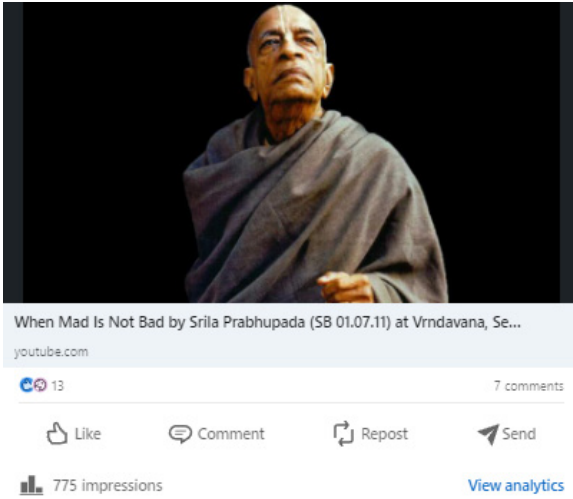 When Mad Is Not Bad by Srila Prabhupada (SB 01.07.11) at Vrndavana, Se...
youtube.com
13 7 comments
Like Comment Repost Send
775 impressions View analytics